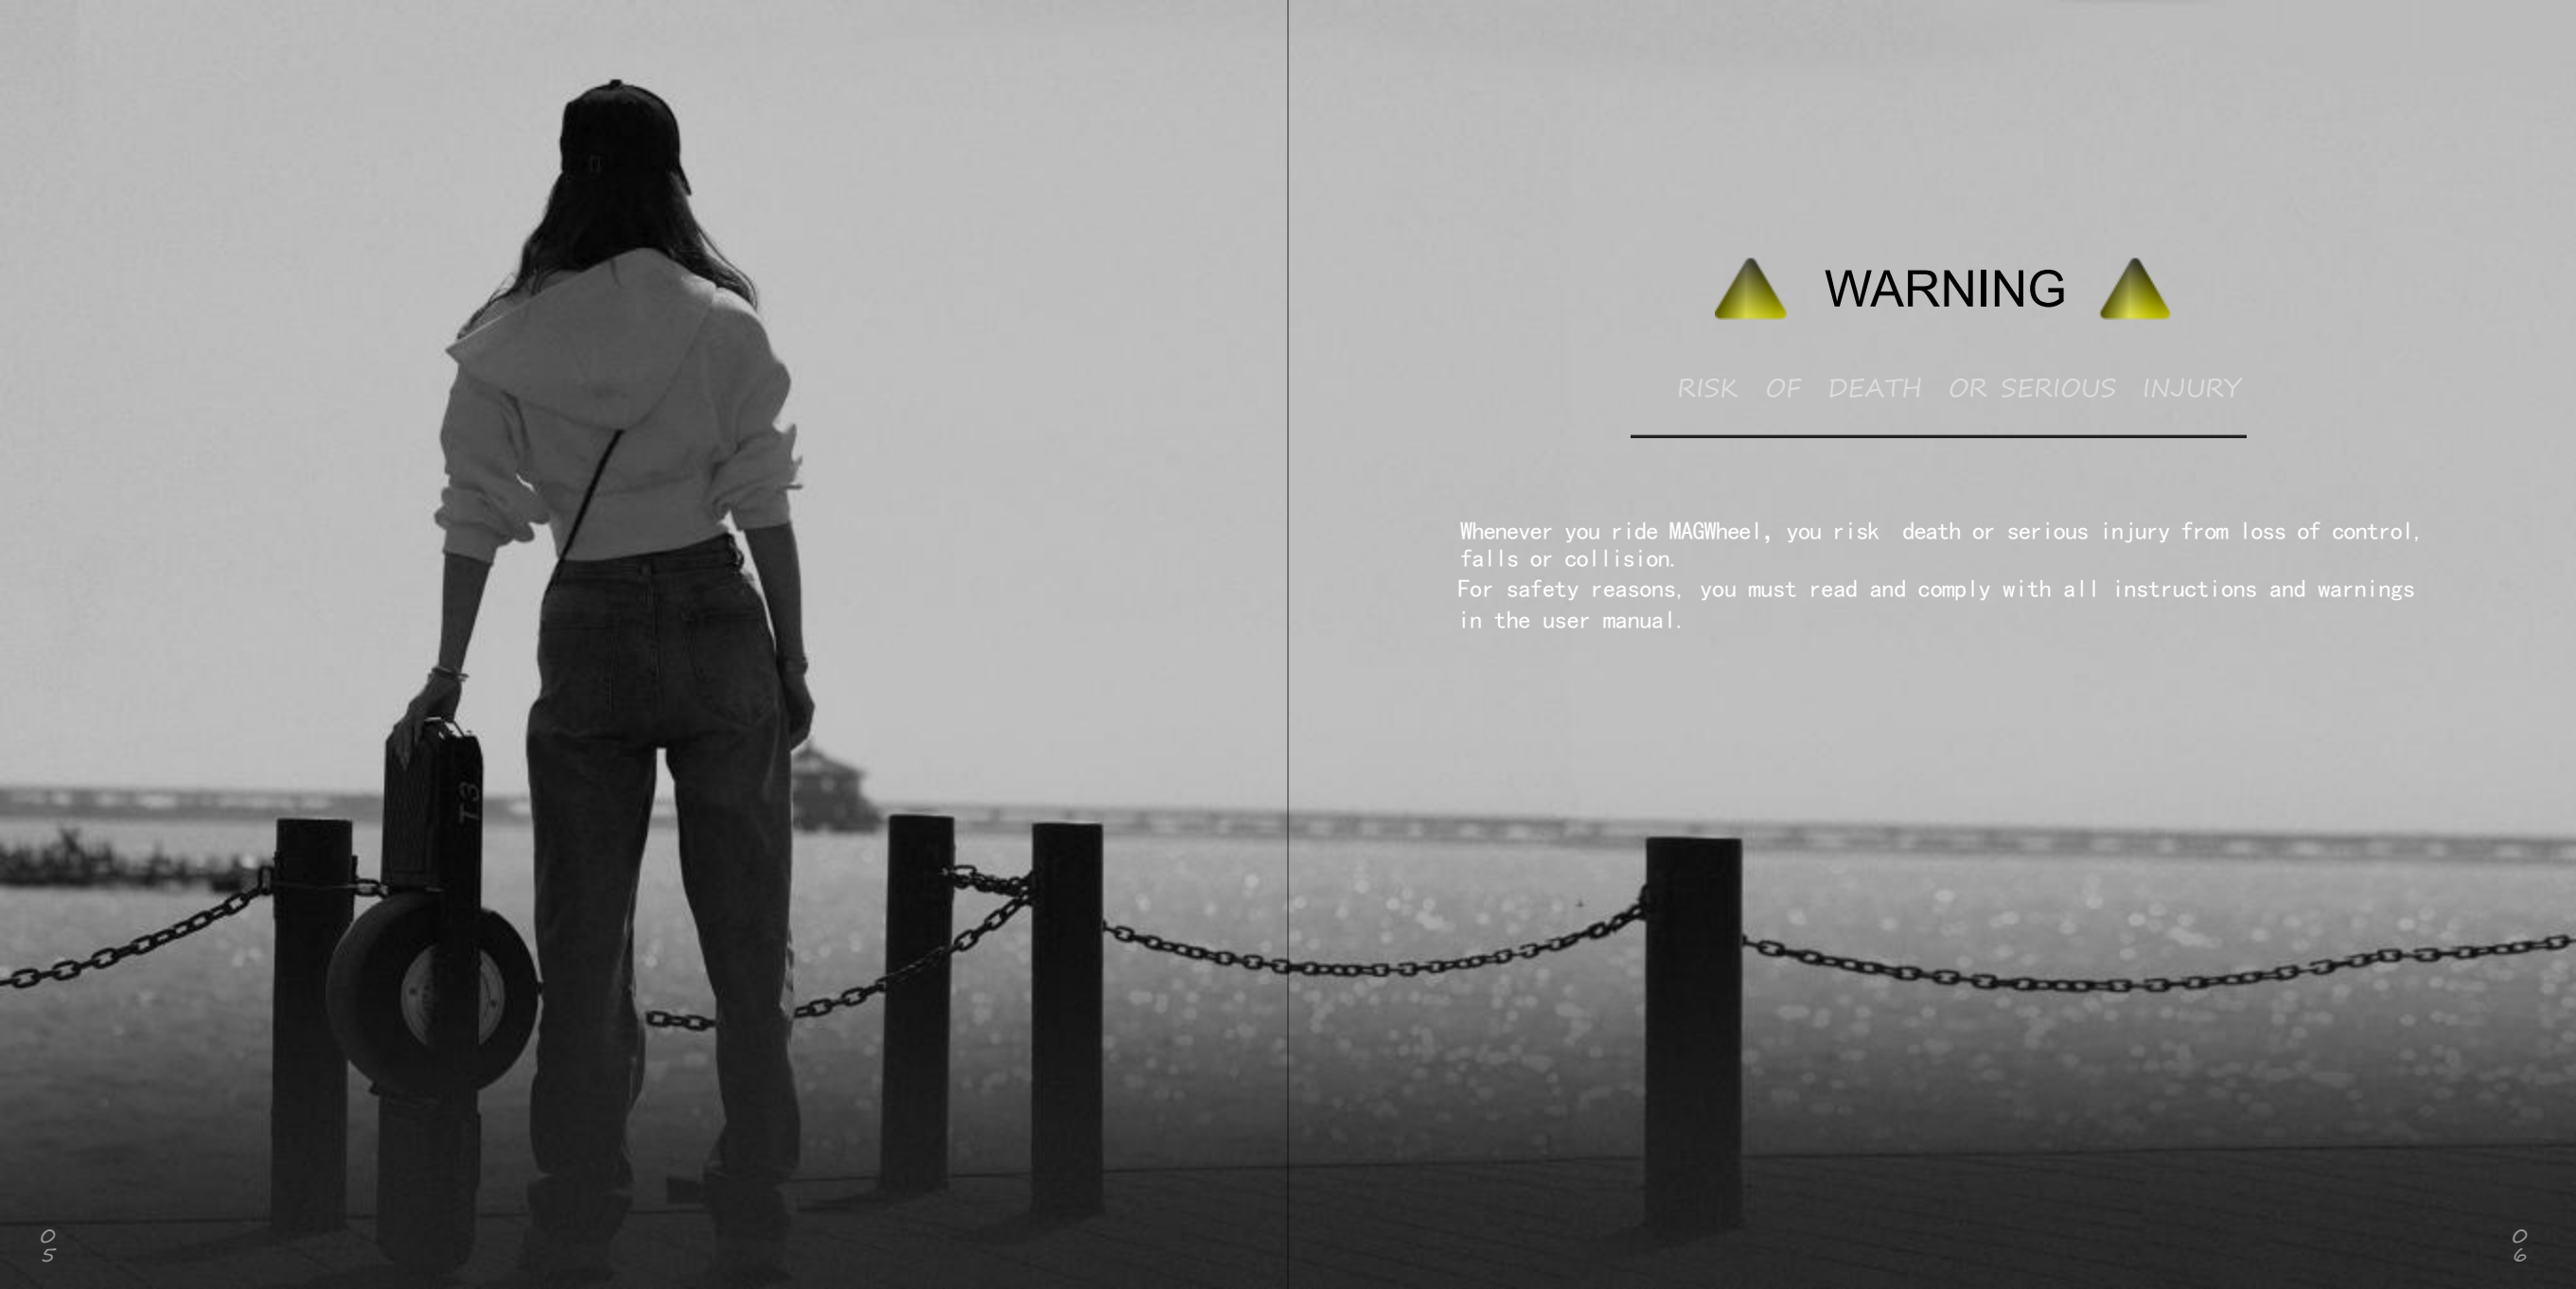 WARNING
RISK OF DEATH OR SERIOUS INJURY
Whenever you ride MAGWheel, you risk death or serious injury from loss of control,
falls or collision.
For safety reasons, you must read and comply with all instructions and warnings
in the user manual.
T3
05
06